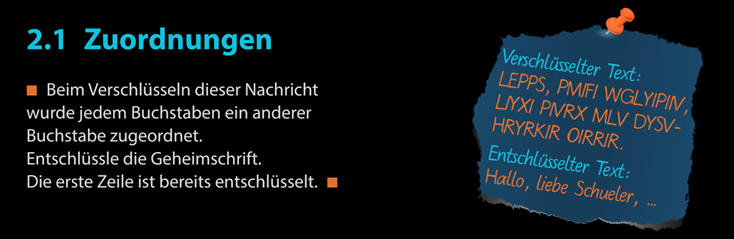 2.1 Zuordnungen
■ Beim Verschlüsseln dieser Nachricht
wurde jedem Buchstaben ein anderer
Buchstabe zugeordnet.
Entschlüssle die Geheimschrift.
Die erste Zeile ist bereits entschlüsselt. ■
Verschlüsselter Text:
LEPPS, PMIFI WGLYIPIV,
LIYXI PIVRX MLV DYSV-
HRYRKIR OIRRIR.
Entschlüsselter Text:
Hallo, liebe Schueler, ...